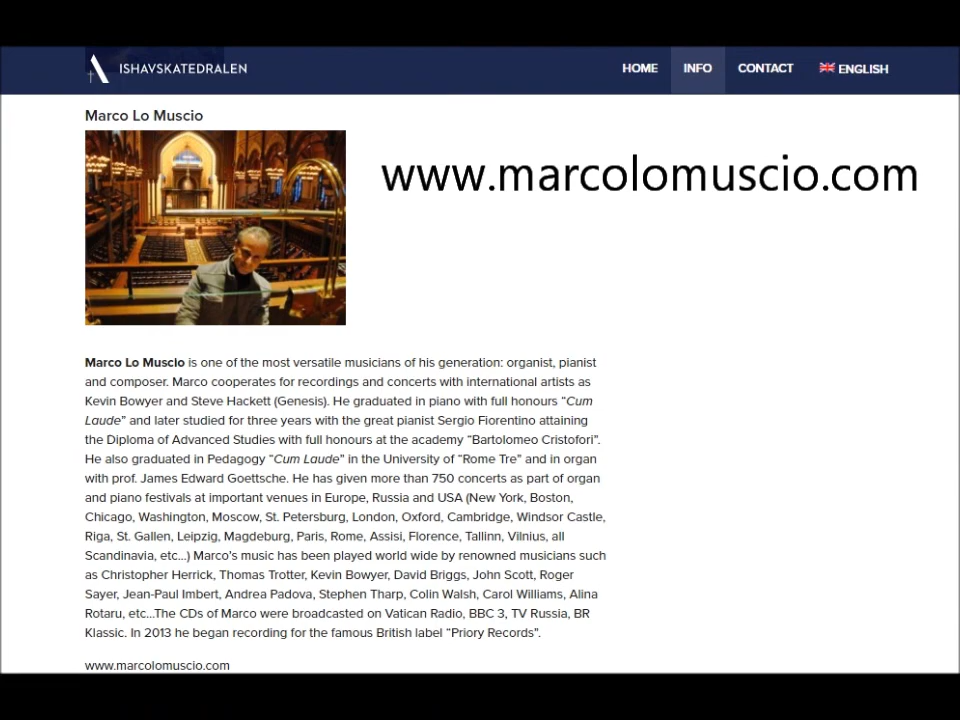 ISHAVSKATEDRALEN
HOME
INFO
CONTACT
ENGLISH
Marco Lo Muscio
www.marcolomuscio.com
Marco Lo Muscio is one of the most versatile musicians of his generation: organist, pianist
and composer. Marco cooperates for recordings and concerts with international artists as
Kevin Bowyer and Steve Hackett (Genesis). He graduated in piano with full honours “Cum
Laude” and later studied for three years with the great pianist Sergio Fiorentino attaining
the Diploma of Advanced Studies with full honours at the academy “Bartolomeo Cristofori”.
He also graduated in Pedagogy “Cum Laude” in the University of “Rome Tre” and in organ
with prof. James Edward Goettsche. He has given more than 750 concerts as part of organ
and piano festivals at important venues in Europe, Russia and USA (New York, Boston,
Chicago, Washington, Moscow, St. Petersburg, London, Oxford, Cambridge, Windsor Castle,
Riga, St. Gallen, Leipzig, Magdeburg, Paris, Rome, Assisi, Florence, Tallinn, Vilnius, all
Scandinavia, etc...) Marco’s music has been played world wide by renowned musicians such
as Christopher Herrick, Thomas Trotter, Kevin Bowyer, David Briggs, John Scott, Roger
Sayer, Jean-Paul Imbert, Andrea Padova, Stephen Tharp, Colin Walsh, Carol Williams, Alina
Rotaru, etc...The CDs of Marco were broadcasted on Vatican Radio, BBC 3, TV Russia, BR
Klassic. In 2013 he began recording for the famous British label “Priory Records”.
www.marcolomuscio.com